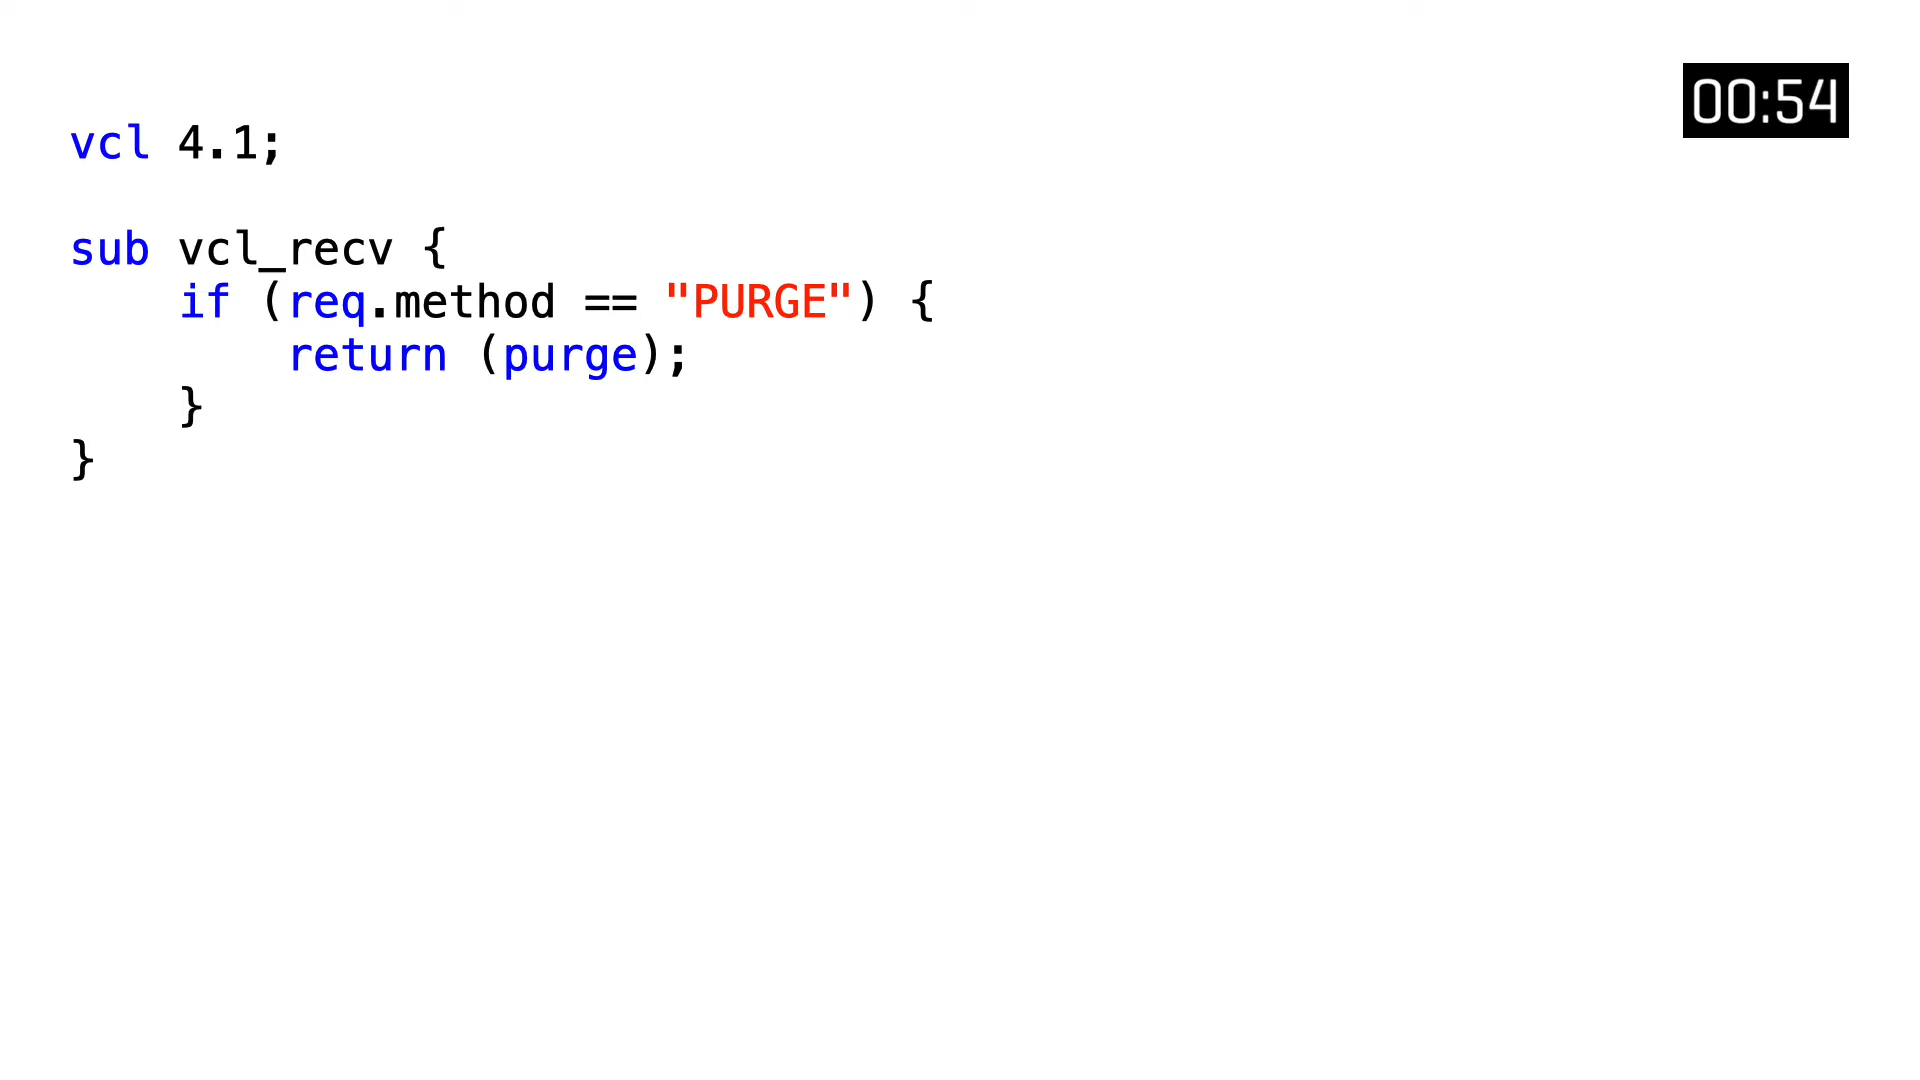 00:54
vcl 4.1;
sub vcl_recv {
    if (req.method == "PURGE") {
        return (purge);
    }
}